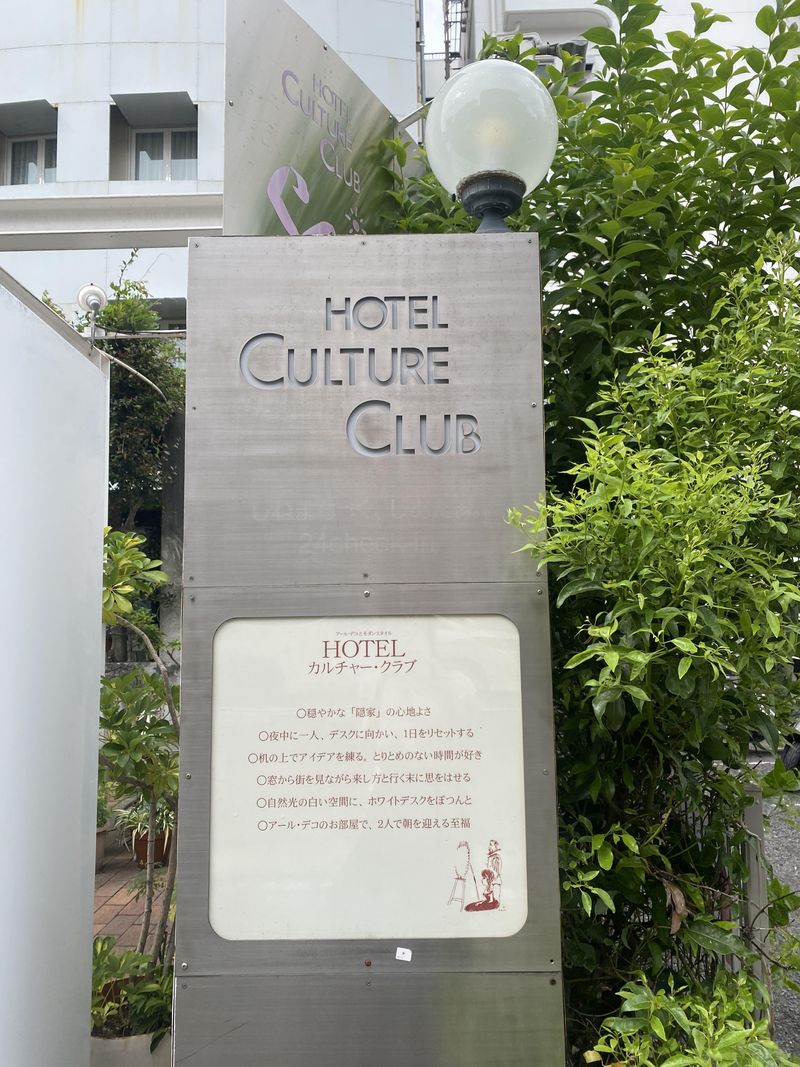 HOTEL
CULTURE
CLUB
HOTEL
CULTURE
CLUB
アール・デコとモダンスタイル
HOTEL
カルチャー・クラブ
〇穏やかな「隠家」の心地よさ
〇夜中に一人、デスクに向かい、1日をリセットする
〇机の上でアイデアを練る。とりとめのない時間が好き
〇窓から街を見ながら来し方と行く末に思をはせる
〇自然光の白い空間に、ホワイトデスクをぽつんと
〇アール・デコのお部屋で、2人で朝を迎える至福